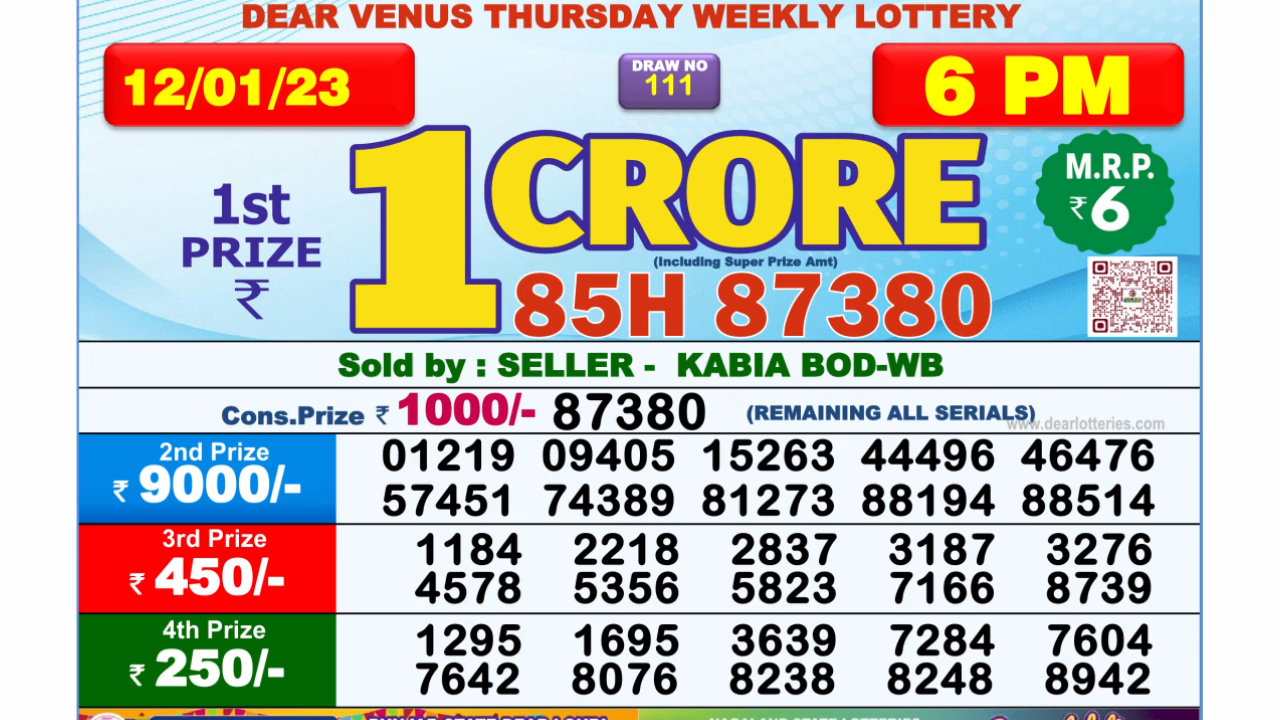 DEAR VENUS THURSDAY WEEKLY LOTTERY
12/01/23
DRAW NO
111
6 PM
1st
PRIZE
₹
1 CRORE
(Including Super Prize Amt)
M.R.P.
₹ 6
85H 87380
Sold by : SELLER - KABIA BOD-WB
Cons.Prize ₹ 1000/- 87380 (REMAINING ALL SERIALS)
www.dearlotteries.com
2nd Prize
₹ 9000/-
01219 09405 15263 44496 46476
57451 74389 81273 88194 88514
3rd Prize
₹ 450/-
1184 2218 2837 3187 3276
4578 5356 5823 7166 8739
4th Prize
₹ 250/-
1295 1695 3639 7284 7604
7642 8076 8238 8248 8942